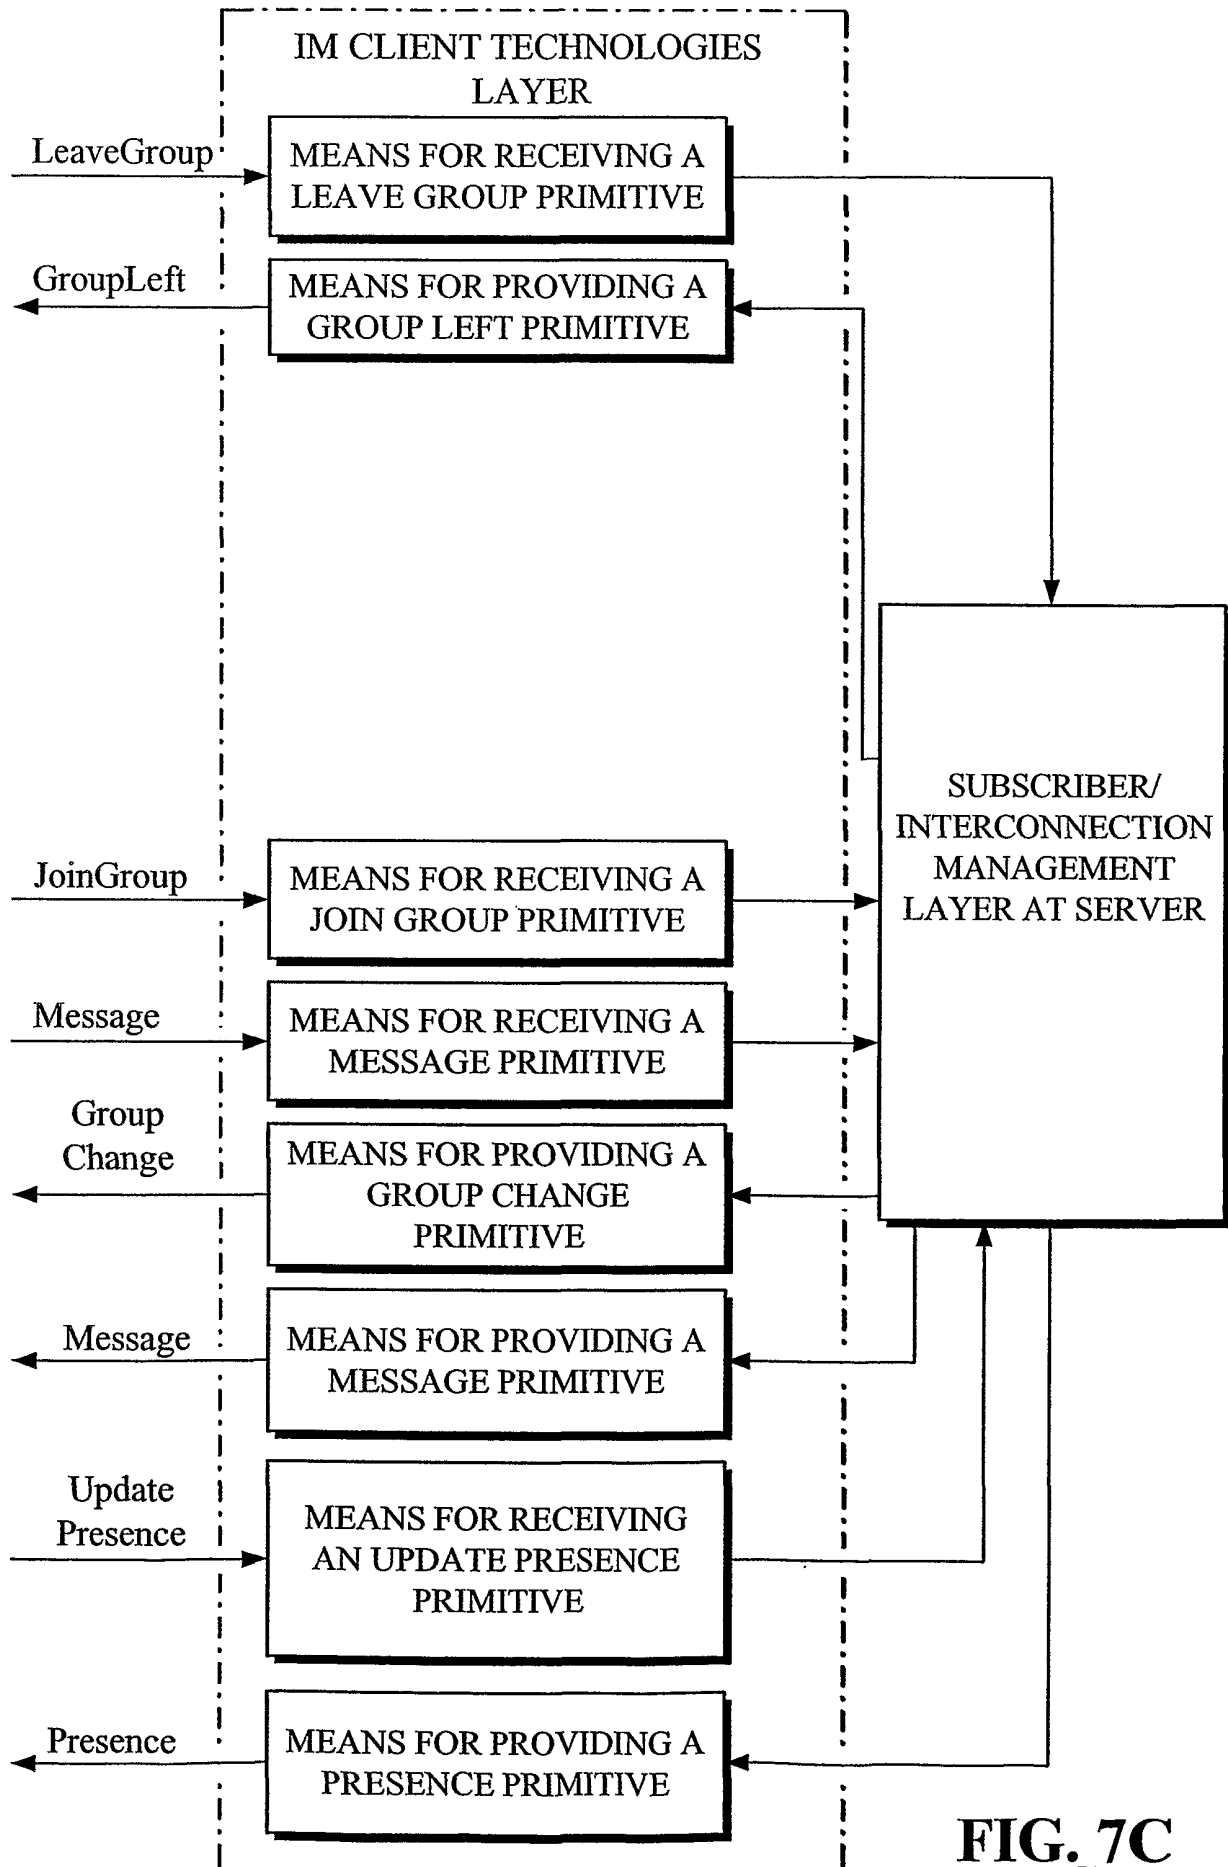 IM CLIENT TECHNOLOGIES
LAYER
LeaveGroup
MEANS FOR RECEIVING A
LEAVE GROUP PRIMITIVE
GroupLeft
MEANS FOR PROVIDING A
GROUP LEFT PRIMITIVE
SUBSCRIBER/
INTERCONNECTION
MANAGEMENT
LAYER AT SERVER
JoinGroup
MEANS FOR RECEIVING A
JOIN GROUP PRIMITIVE
Message
MEANS FOR RECEIVING A
MESSAGE PRIMITIVE
Group
Change
MEANS FOR PROVIDING A
GROUP CHANGE
PRIMITIVE
Message
MEANS FOR PROVIDING A
MESSAGE PRIMITIVE
Update
Presence
MEANS FOR RECEIVING
AN UPDATE PRESENCE
PRIMITIVE
Presence
MEANS FOR PROVIDING A
PRESENCE PRIMITIVE
FIG. 7C